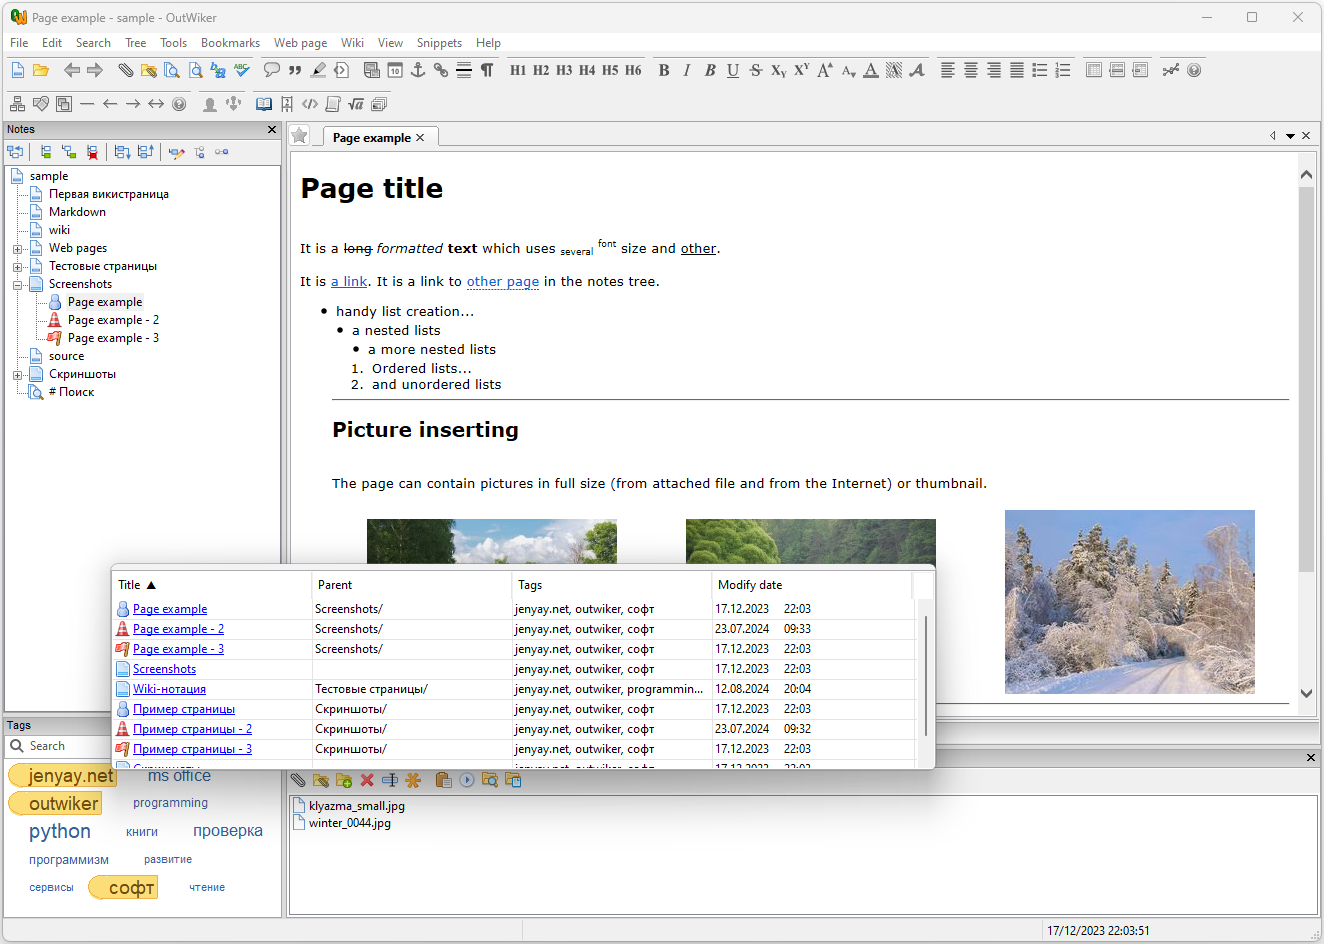 Page example - sample - OutWiker
File Edit Search Tree Tools Bookmarks Web page Wiki View Snippets Help
H1 H2 H3 H4 H5 H6 B I B U S XY XY A A A A A
Notes
Page example
sample
Первая викистраница
Markdown
wiki
Web pages
Тестовые страницы
Screenshots
Page example
Page example - 2
Page example - 3
source
Скриншоты
# Поиск
Page title
It is a long formatted text which uses several font size and other.
It is a link. It is a link to other page in the notes tree.
• handy list creation...
• a nested lists
• a more nested lists
1. Ordered lists...
2. and unordered lists
Picture inserting
The page can contain pictures in full size (from attached file and from the Internet) or thumbnail.
Title ▲ Parent Tags Modify date
Page example Screenshots/ jenyay.net, outwiker, софт 17.12.2023 22:03
Page example - 2 Screenshots/ jenyay.net, outwiker, софт 23.07.2024 09:33
Page example - 3 Screenshots/ jenyay.net, outwiker, софт 17.12.2023 22:03
Screenshots jenyay.net, outwiker, софт 17.12.2023 22:03
Wiki-нотация Тестовые страницы/ jenyay.net, outwiker, programmin... 12.08.2024 20:04
Пример страницы Скриншоты/ jenyay.net, outwiker, софт 17.12.2023 22:03
Пример страницы - 2 Скриншоты/ jenyay.net, outwiker, софт 23.07.2024 09:32
Пример страницы - 3 Скриншоты/ jenyay.net, outwiker, софт 17.12.2023 22:03
Tags
Search
jenyay.net ms office
outwiker programming
python книги проверка
программизм развитие
сервисы софт чтение
klyazma_small.jpg
winter_0044.jpg
17/12/2023 22:03:51